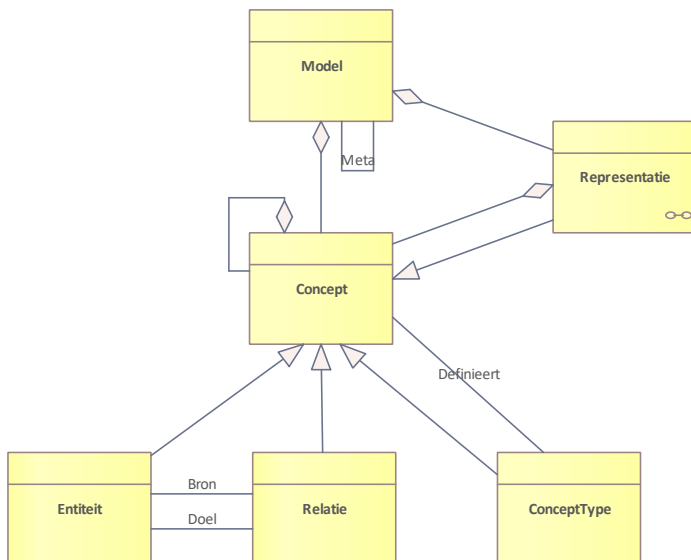 Model
Meta
Representatie
Concept
Definieert
Bron
Entiteit
Relatie
ConceptType
Doel